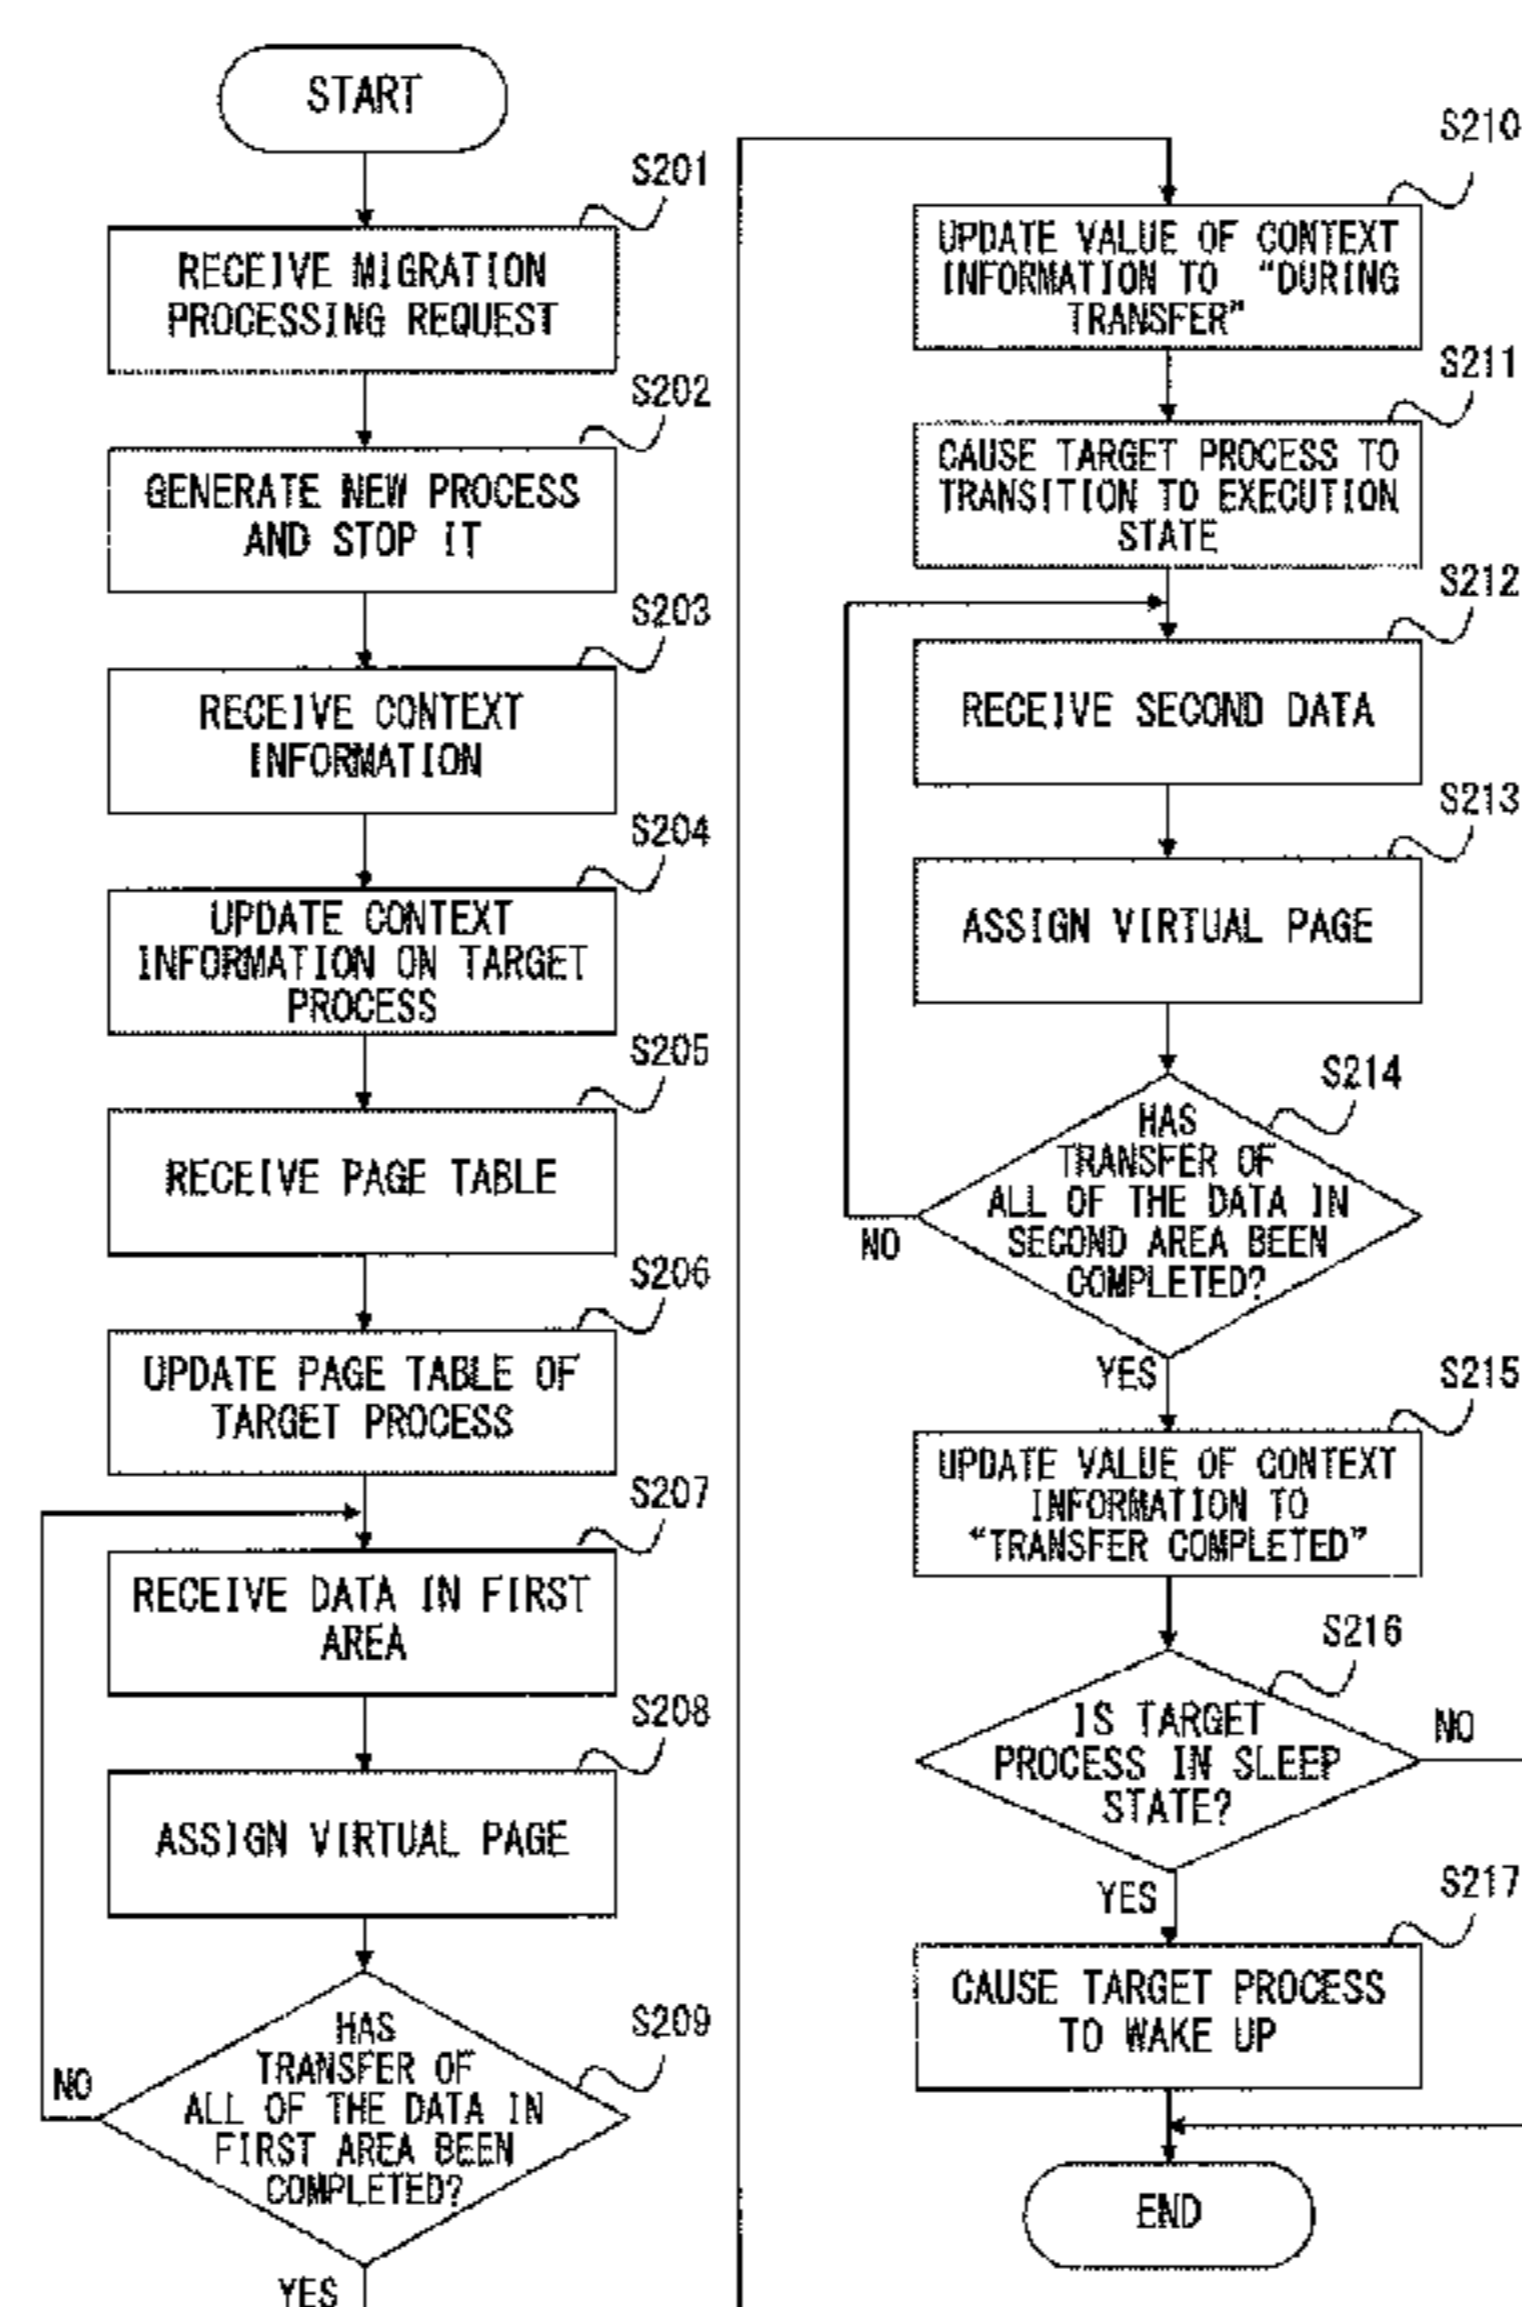 START
S201
RECEIVE MIGRATION
PROCESSING REQUEST
S202
GENERATE NEW PROCESS
AND STOP IT
S203
RECEIVE CONTEXT
INFORMATION
S204
UPDATE CONTEXT
INFORMATION ON TARGET
PROCESS
S205
RECEIVE PAGE TABLE
S206
UPDATE PAGE TABLE OF
TARGET PROCESS
S207
RECEIVE DATA IN FIRST
AREA
S208
ASSIGN VIRTUAL PAGE
S209
HAS
TRANSFER OF
ALL OF THE DATA IN
FIRST AREA BEEN
COMPLETED?
NO
YES
S210
UPDATE VALUE OF CONTEXT
INFORMATION TO "DURING
TRANSFER"
S211
CAUSE TARGET PROCESS TO
TRANSITION TO EXECUTION
STATE
S212
RECEIVE SECOND DATA
S213
ASSIGN VIRTUAL PAGE
S214
HAS
TRANSFER OF
ALL OF THE DATA IN
SECOND AREA BEEN
COMPLETED?
NO
YES
S215
UPDATE VALUE OF CONTEXT
INFORMATION TO
"TRANSFER COMPLETED"
S216
IS TARGET
PROCESS IN SLEEP
STATE?
NO
YES
S217
CAUSE TARGET PROCESS
TO WAKE UP
END